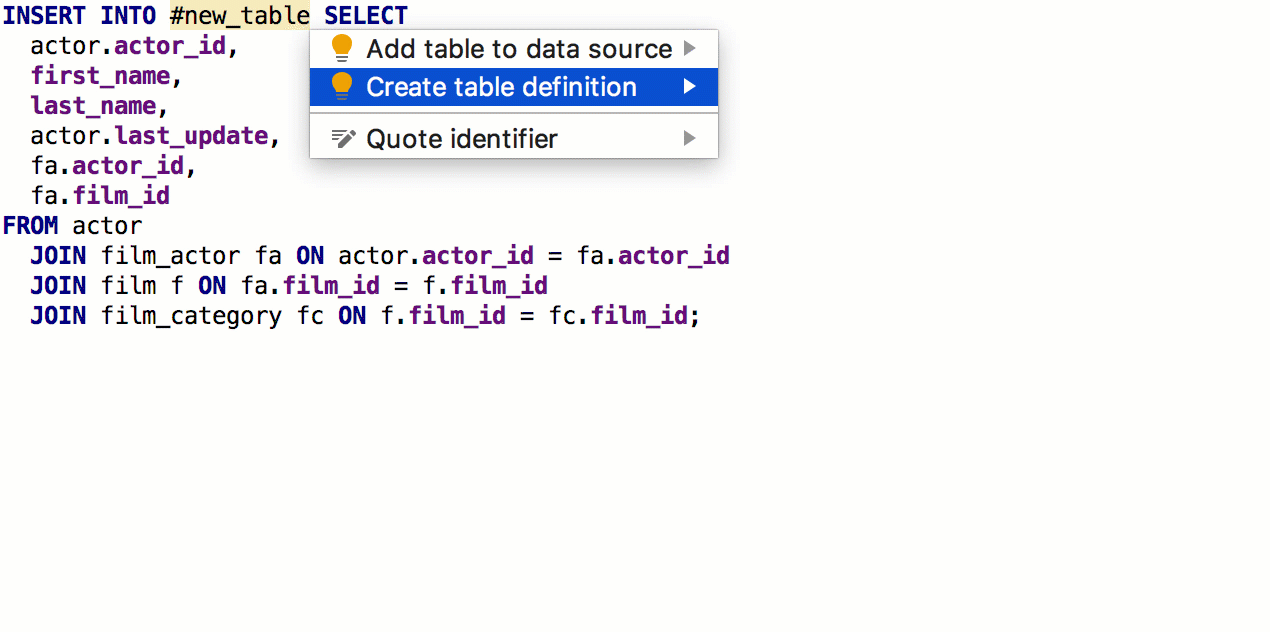 INSERT INTO #new_table SELECT
actor.actor_id,
Add table to data source
first_name,
Create table definition
last_name,
actor.last_update,
Quote identifier
fa.actor_id,
fa.film_id
FROM actor
JOIN film_actor fa ON actor.actor_id = fa.actor_id
JOIN film f ON fa.film_id = f.film_id
JOIN film_category fc ON f.film_id = fc.film_id;